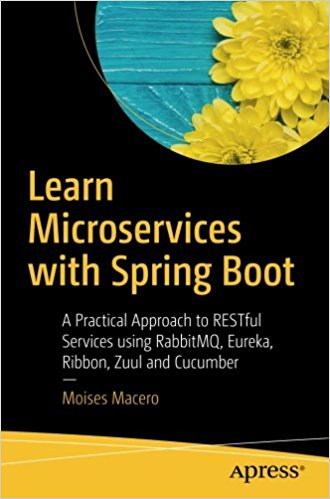 Learn
Microservices
with Spring Boot
A Practical Approach to RESTful
Services using RabbitMQ, Eureka,
Ribbon, Zuul and Cucumber
—
Moises Macero
Apress®